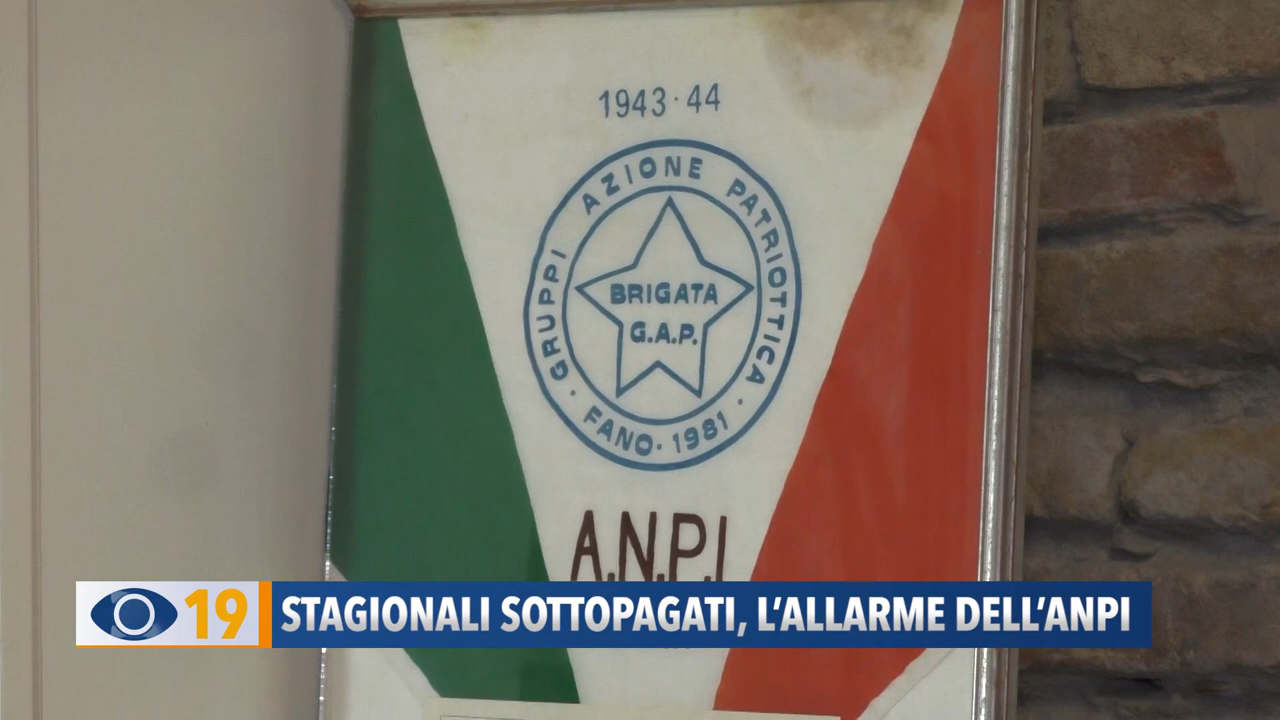 1943·44
GRUPPI AZIONE PATRIOTTICA
BRIGATA
G.A.P.
· FANO· 1981 ·
A.N.P.I
19
STAGIONALI SOTTOPAGATI, L'ALLARME DELL'ANPI